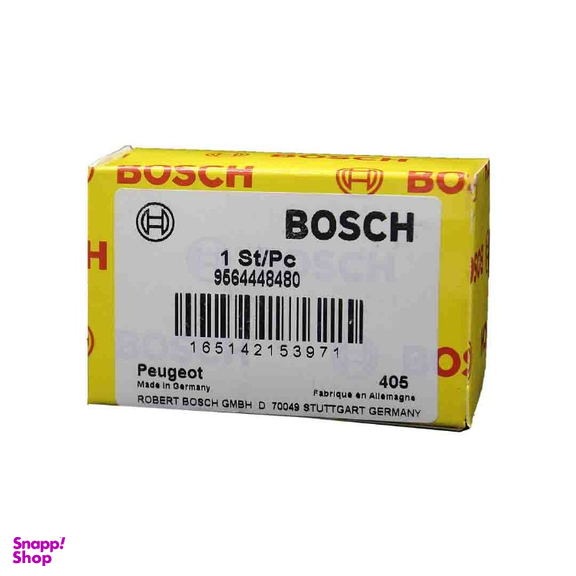 BOSCH BO
BOSCH
1 St/Pc
9564448480
165142153971
Peugeot 405
Made in Germany Fabrique en Allemagne
ROBERT BOSCH GMBH D 70049 STUTTGART GERMANY
Snapp!
Shop